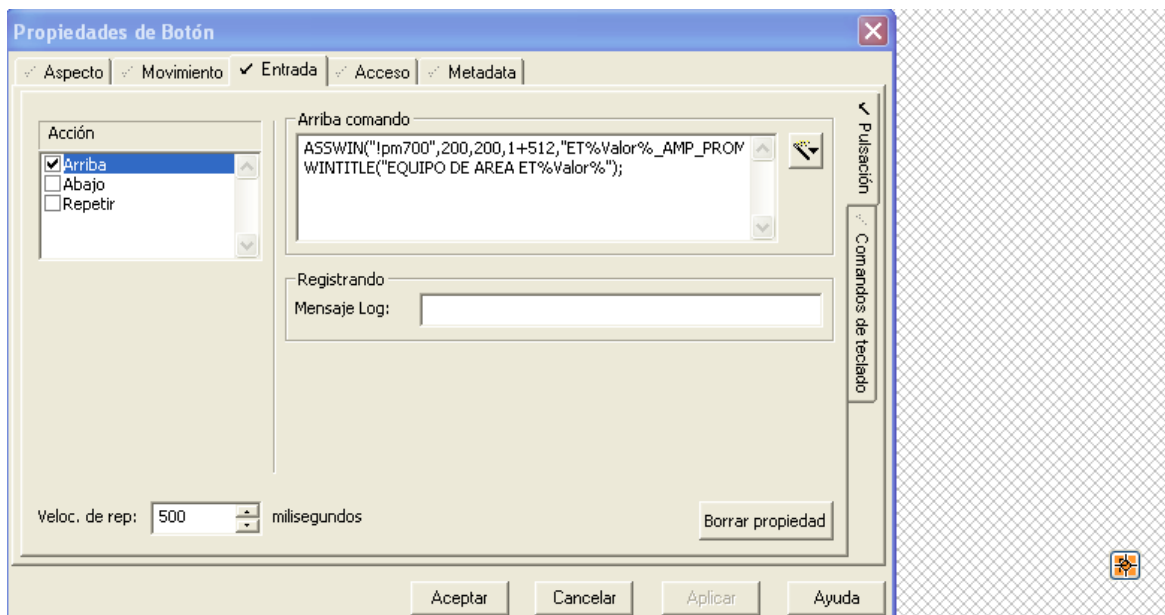 Propiedades de Botón
Aspecto Movimiento Entrada Acceso Metadata
Acción
Arriba
Abajo
Repetir
Arriba comando
ASSWIN("!pm700",200,200,1+512,"ET%Valor%_AMP_PROM
WINTITLE("EQUIPO DE AREA ET%Valor%");
Registrando
Mensaje Log:
Pulsación
Comandos de teclado
Veloc. de rep: 500 milisegundos
Borrar propiedad
Aceptar Cancelar Aplicar Ayuda